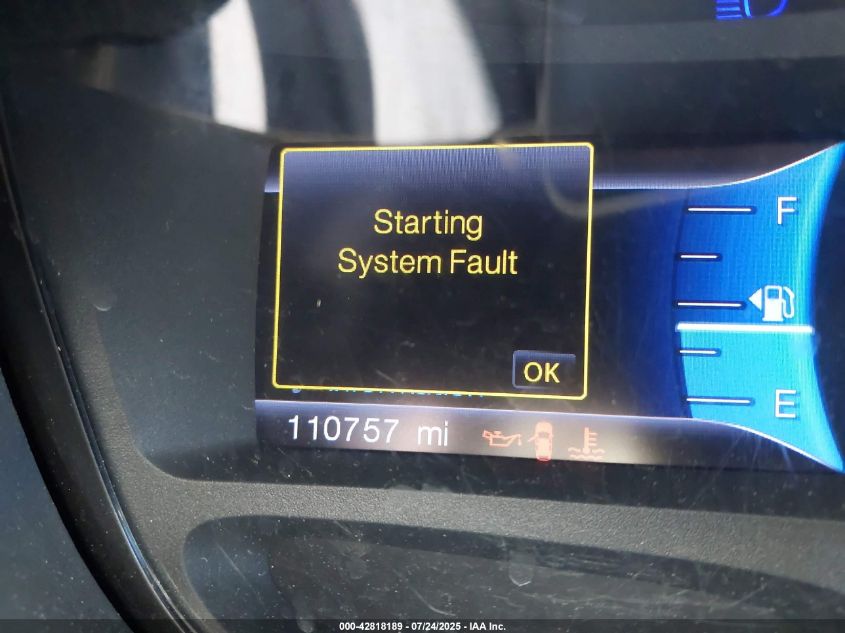 Starting
System Fault
OK
F
E
110757 mi
000-42818189 - 07/24/2025 - IAA Inc.